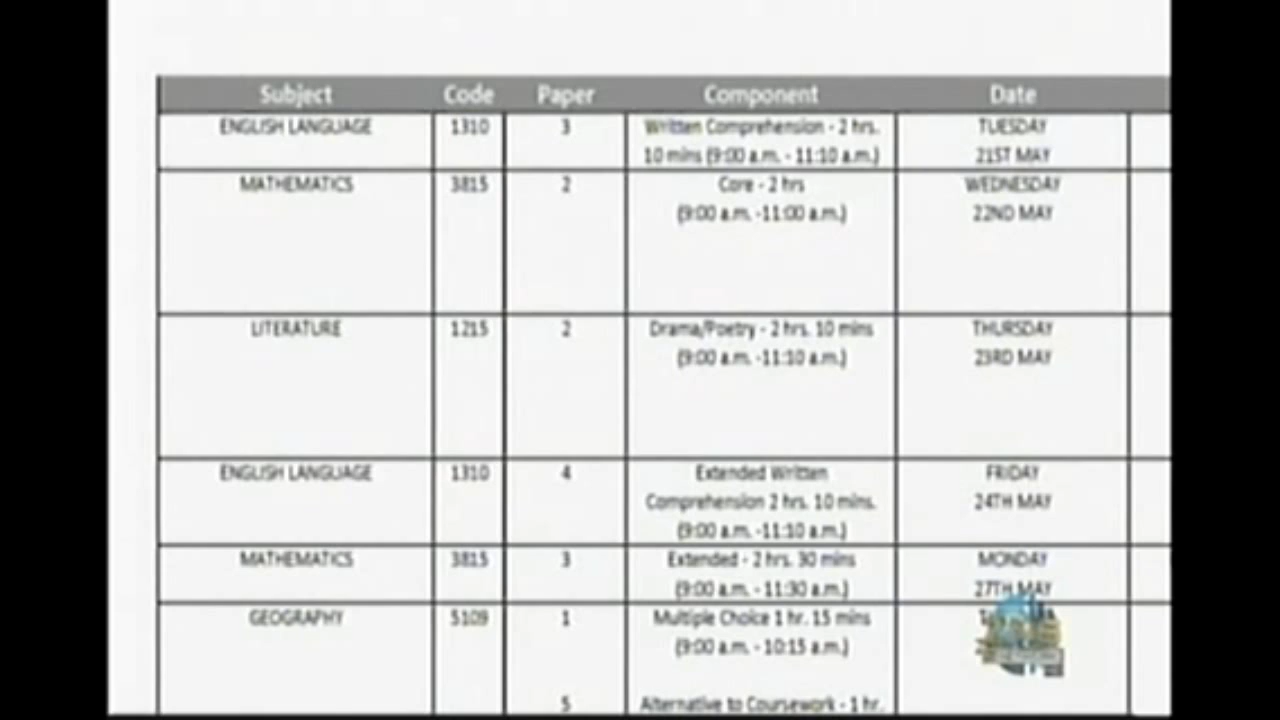 Subject Code Paper Component Date
ENGLISH LANGUAGE 1310 3 Written Comprehension - 2 hrs. TUESDAY
10 mins (9:00 a.m. - 11:10 a.m.) 21ST MAY
MATHEMATICS 3815 2 Core - 2 hrs WEDNESDAY
(9:00 a.m. -11:00 a.m.) 22ND MAY
LITERATURE 1215 2 Drama/Poetry - 2 hrs. 10 mins THURSDAY
(9:00 a.m. -11:10 a.m.) 23RD MAY
ENGLISH LANGUAGE 1310 4 Extended Written FRIDAY
Comprehension 2 hrs. 10 mins. 24TH MAY
(9:00 a.m. -11:10 a.m.)
MATHEMATICS 3815 3 Extended - 2 hrs. 30 mins MONDAY
(9:00 a.m. - 11:30 a.m.) 27TH MAY
GEOGRAPHY 5109 1 Multiple Choice 1 hr. 15 mins
(9:00 a.m. - 10:15 a.m.)
5 Alternative to Coursework - 1 hr.